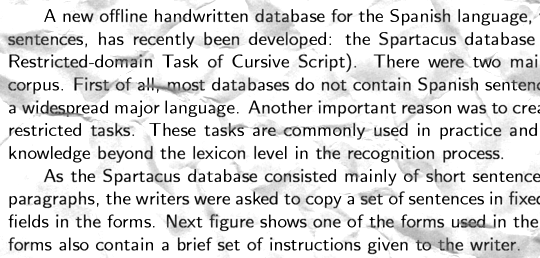 A new offline handwritten database for the Spanish language,
sentences, has recently been developed: the Spartacus database
Restricted-domain Task of Cursive Script). There were two
corpus. First of all, most databases do not contain Spanish
a widespread major language. Another important reason was to
restricted tasks. These tasks are commonly used in practice and
knowledge beyond the lexicon level in the recognition process.
As the Spartacus database consisted mainly of short
paragraphs, the writers were asked to copy a set of sentences in
fields in the forms. Next figure shows one of the forms used in the
forms also contain a brief set of instructions given to the writer.